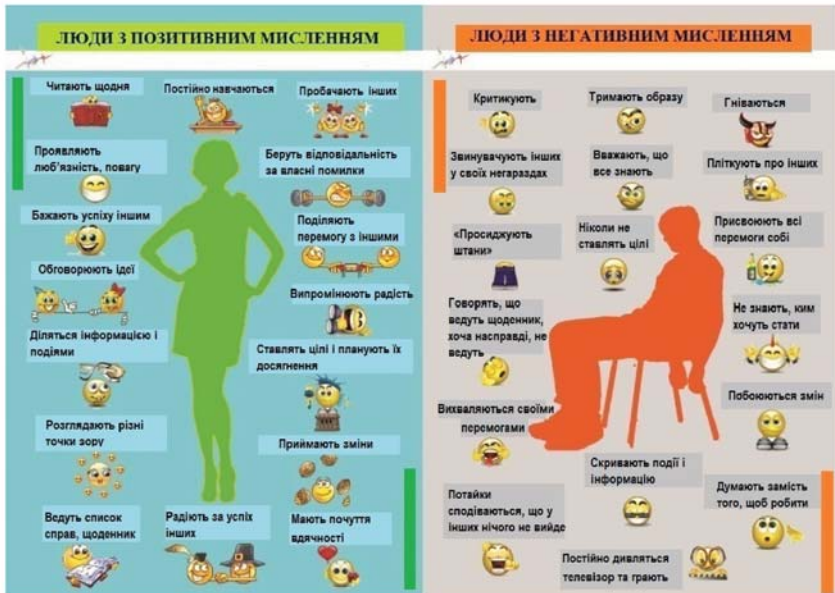 ЛЮДИ З ПОЗИТИВНИМ МИСЛЕННЯМ
Читають щодня
Постійно навчаються
Пробачають інших
Проявляють
люб'язність, повагу
Беруть відповідальність
за власні помилки
Бажають успіху іншим
Поділяють
перемогу з іншими
Обговорюють ідеї
Випромінюють радість
Діляться інформацією і
подіями
Ставлять цілі і планують їх
досягнення
Розглядають різні
точки зору
Приймають зміни
Ведуть список
справ, щоденник
Радіють за успіх
інших
Мають почуття
вдячності
ЛЮДИ З НЕГАТИВНИМ МИСЛЕННЯМ
Критикують
Тримають образу
Гніваються
Звинувачують інших
у своїх негараздах
Вважають, що
все знають
Пліткують про інших
«Просиджують
штани»
Ніколи не
ставлять цілі
Присвоюють всі
перемоги собі
Говорять, що
ведуть щоденник,
хоча насправді, не
ведуть
Не знають, ким
хочуть стати
Вихваляються своїми
перемогами
Побоюються змін
Скривають події і
інформацію
Потайки
сподіваються, що у
інших нічого не вийде
Думають замість
того, щоб робити
Постійно дивляться
телевізор та грають